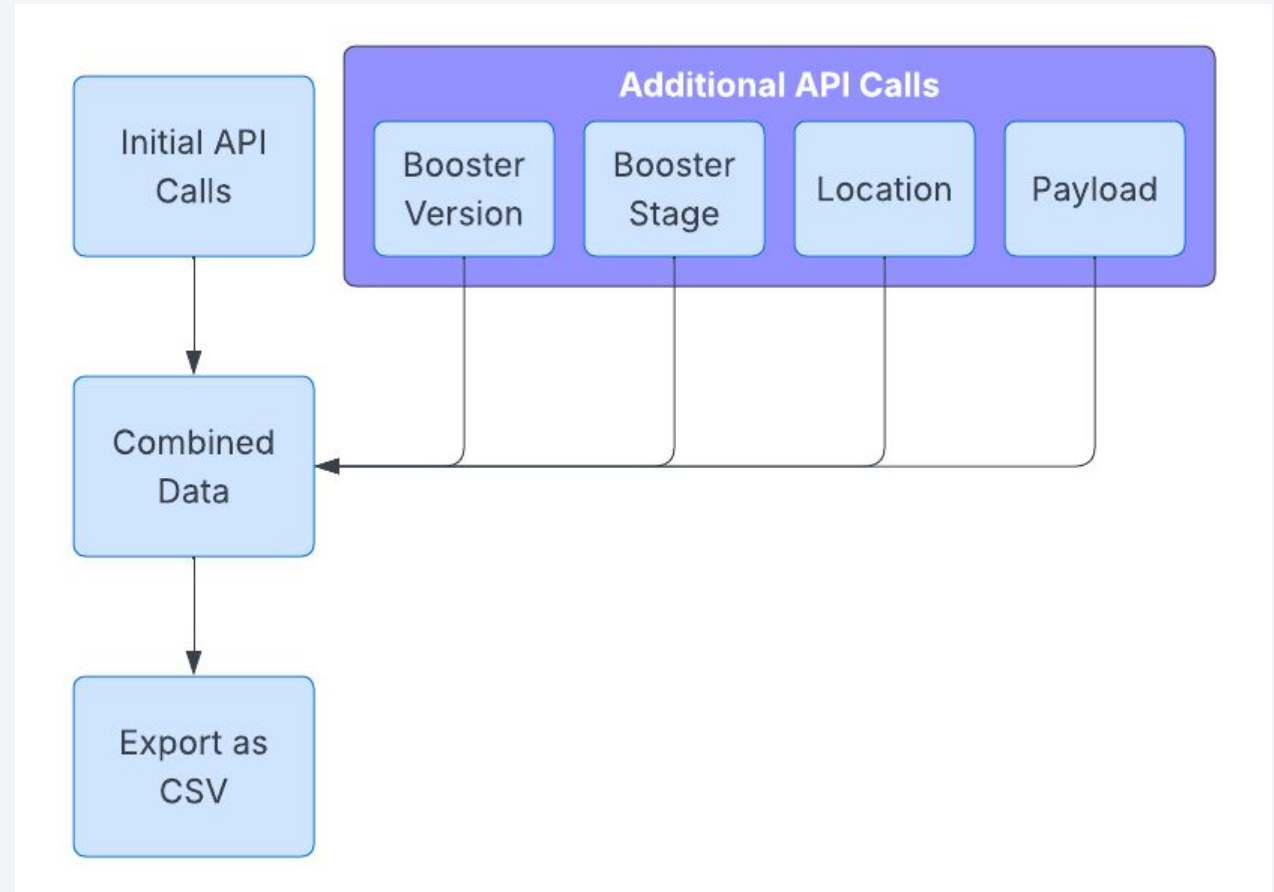 Initial API
Calls
Additional API Calls
Booster
Version
Booster
Stage
Location
Payload
Combined
Data
Export as
CSV